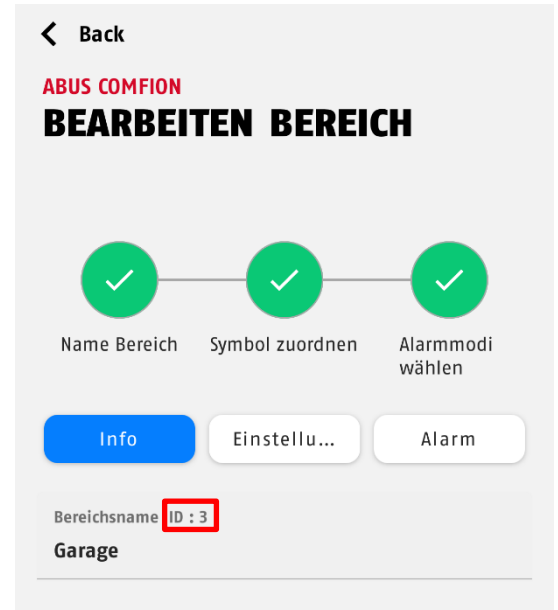 Back
ABUS COMFION
BEARBEITEN BEREICH
Name Bereich
Symbol zuordnen
Alarmmodi
wählen
Info
Einstellu...
Alarm
Bereichsname ID : 3
Garage